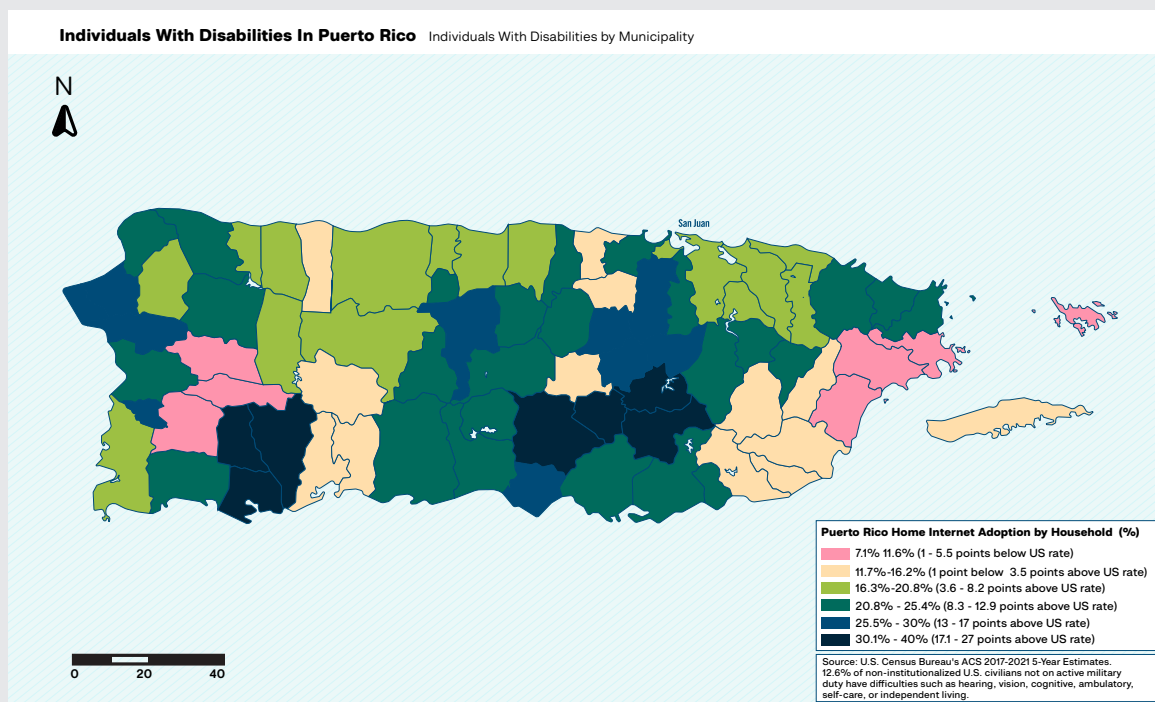 Individuals With Disabilities In Puerto Rico Individuals With Disabilities by Municipality
N
San Juan
Puerto Rico Home Internet Adoption by Household (%)
7.1% 11.6% (1 - 5.5 points below US rate)
11.7%-16.2% (1 point below 3.5 points above US rate)
16.3%-20.8% (3.6 - 8.2 points above US rate)
20.8% - 25.4% (8.3 - 12.9 points above US rate)
25.5% - 30% (13 - 17 points above US rate)
30.1% - 40% (17.1 - 27 points above US rate)
0 20 40
Source: U.S. Census Bureau's ACS 2017-2021 5-Year Estimates.
12.6% of non-institutionalized U.S. civilians not on active military
duty have difficulties such as hearing, vision, cognitive, ambulatory,
self-care, or independent living.